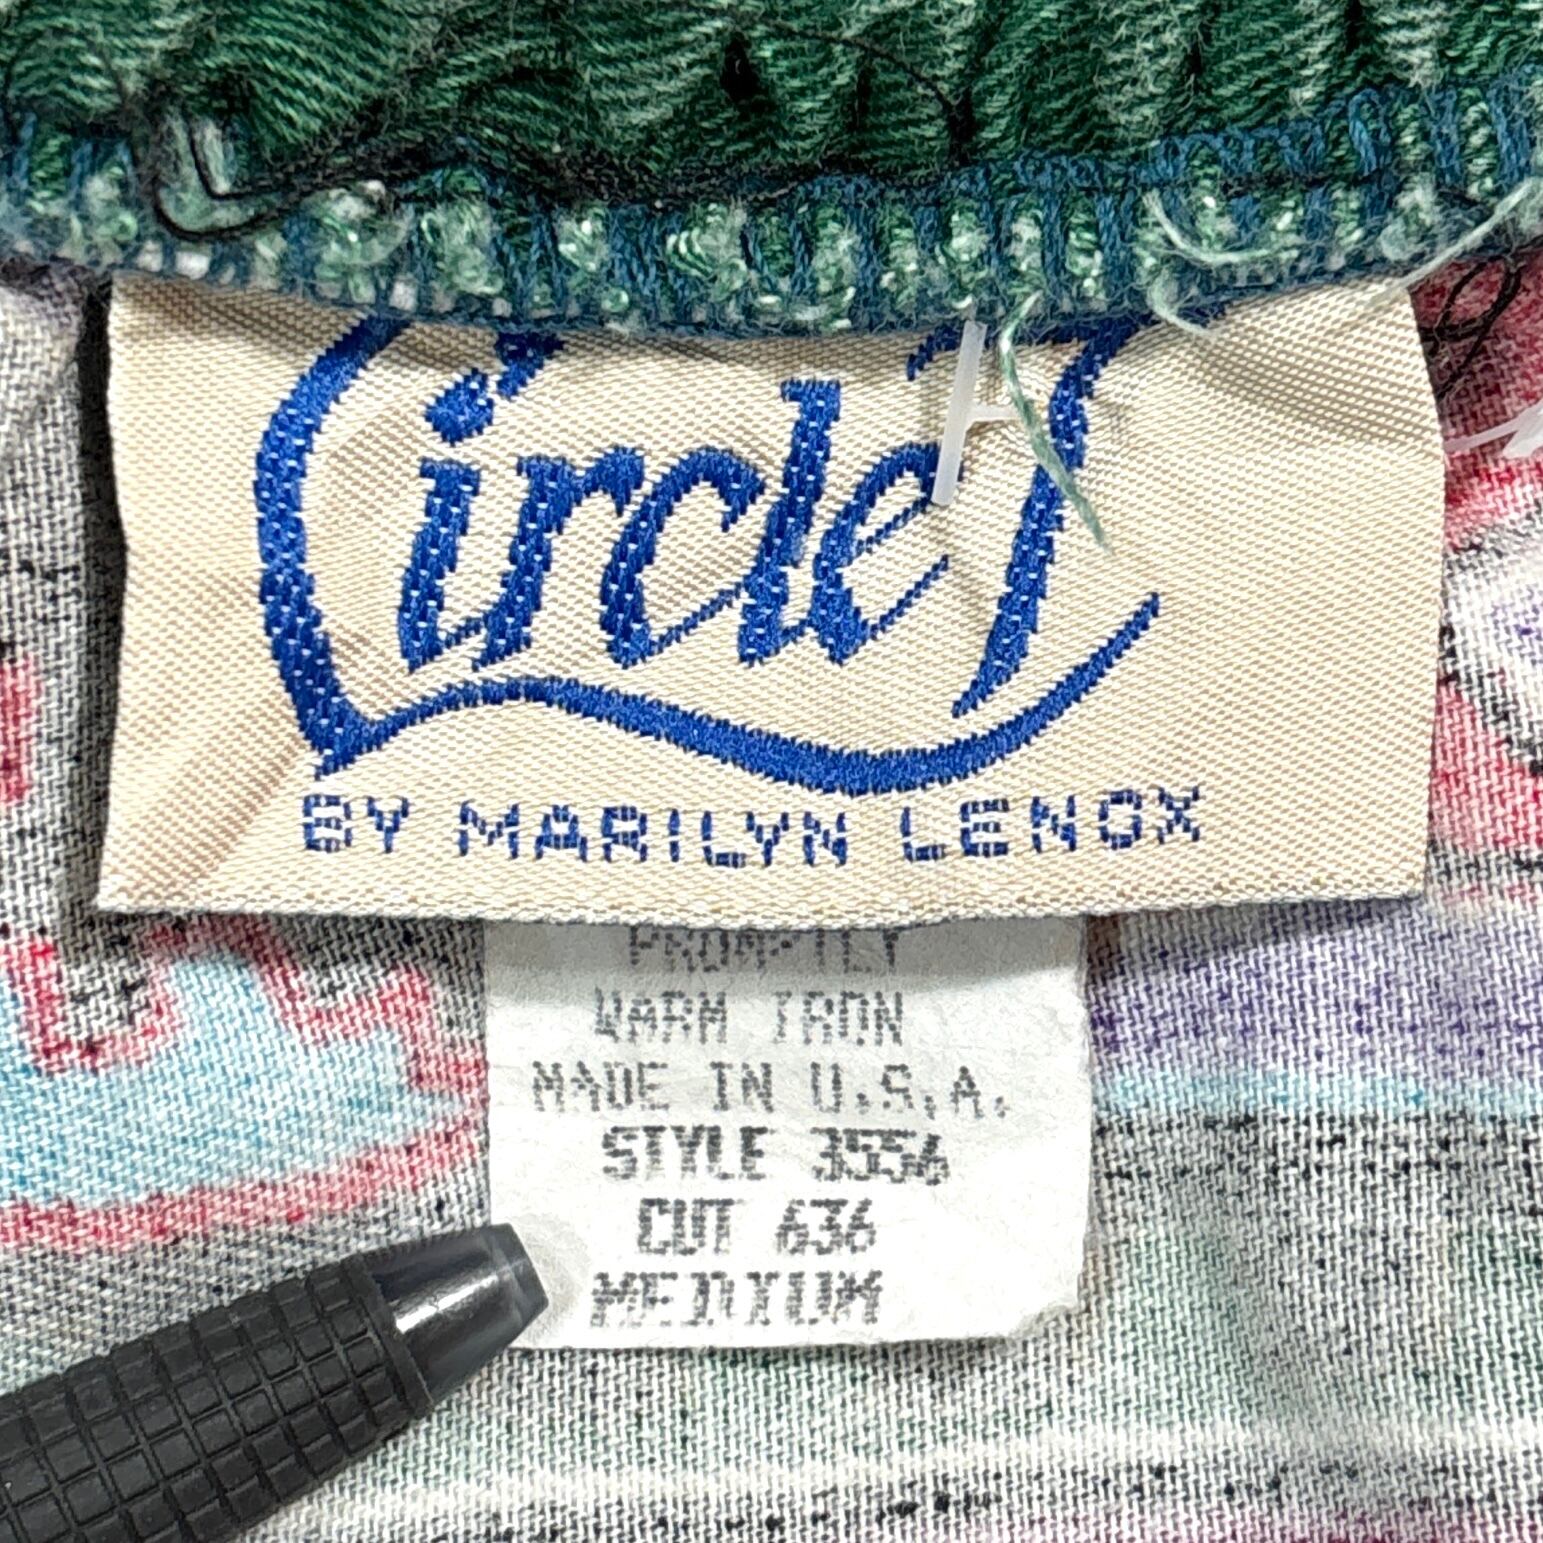 Circle T
BY MARILYN LENOX
PROMPTLY
WARM IRON
MADE IN U.S.A.
STYLE 3556
CUT 636
MEDIUM